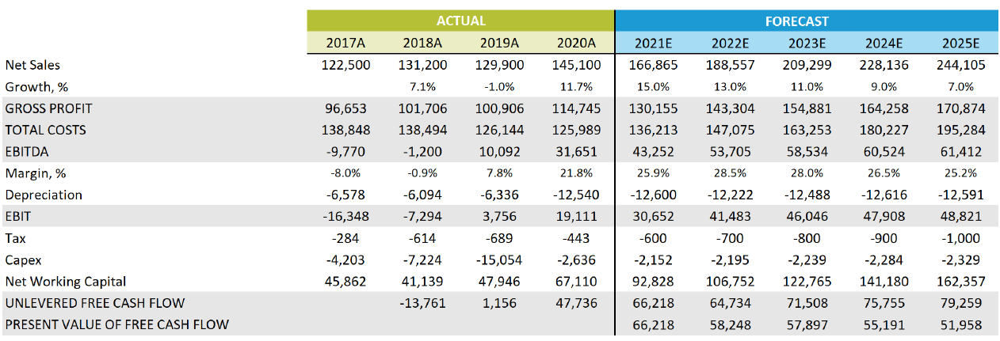 ACTUAL FORECAST
2017A 2018A 2019A 2020A 2021E 2022E 2023E 2024E 2025E
Net Sales 122,500 131,200 129,900 145,100 166,865 188,557 209,299 228,136 244,105
Growth, % 7.1% -1.0% 11.7% 15.0% 13.0% 11.0% 9.0% 7.0%
GROSS PROFIT 96,653 101,706 100,906 114,745 130,155 143,304 154,881 164,258 170,874
TOTAL COSTS 138,848 138,494 126,144 125,989 136,213 147,075 163,253 180,227 195,284
EBITDA -9,770 -1,200 10,092 31,651 43,252 53,705 58,534 60,524 61,412
Margin, % -8.0% -0.9% 7.8% 21.8% 25.9% 28.5% 28.0% 26.5% 25.2%
Depreciation -6,578 -6,094 -6,336 -12,540 -12,600 -12,222 -12,488 -12,616 -12,591
EBIT -16,348 -7,294 3,756 19,111 30,652 41,483 46,046 47,908 48,821
Tax -284 -614 -689 -443 -600 -700 -800 -900 -1,000
Capex -4,203 -7,224 -15,054 -2,636 -2,152 -2,195 -2,239 -2,284 -2,329
Net Working Capital 45,862 41,139 47,946 67,110 92,828 106,752 122,765 141,180 162,357
UNLEVERED FREE CASH FLOW -13,761 1,156 47,736 66,218 64,734 71,508 75,755 79,259
PRESENT VALUE OF FREE CASH FLOW 66,218 58,248 57,897 55,191 51,958